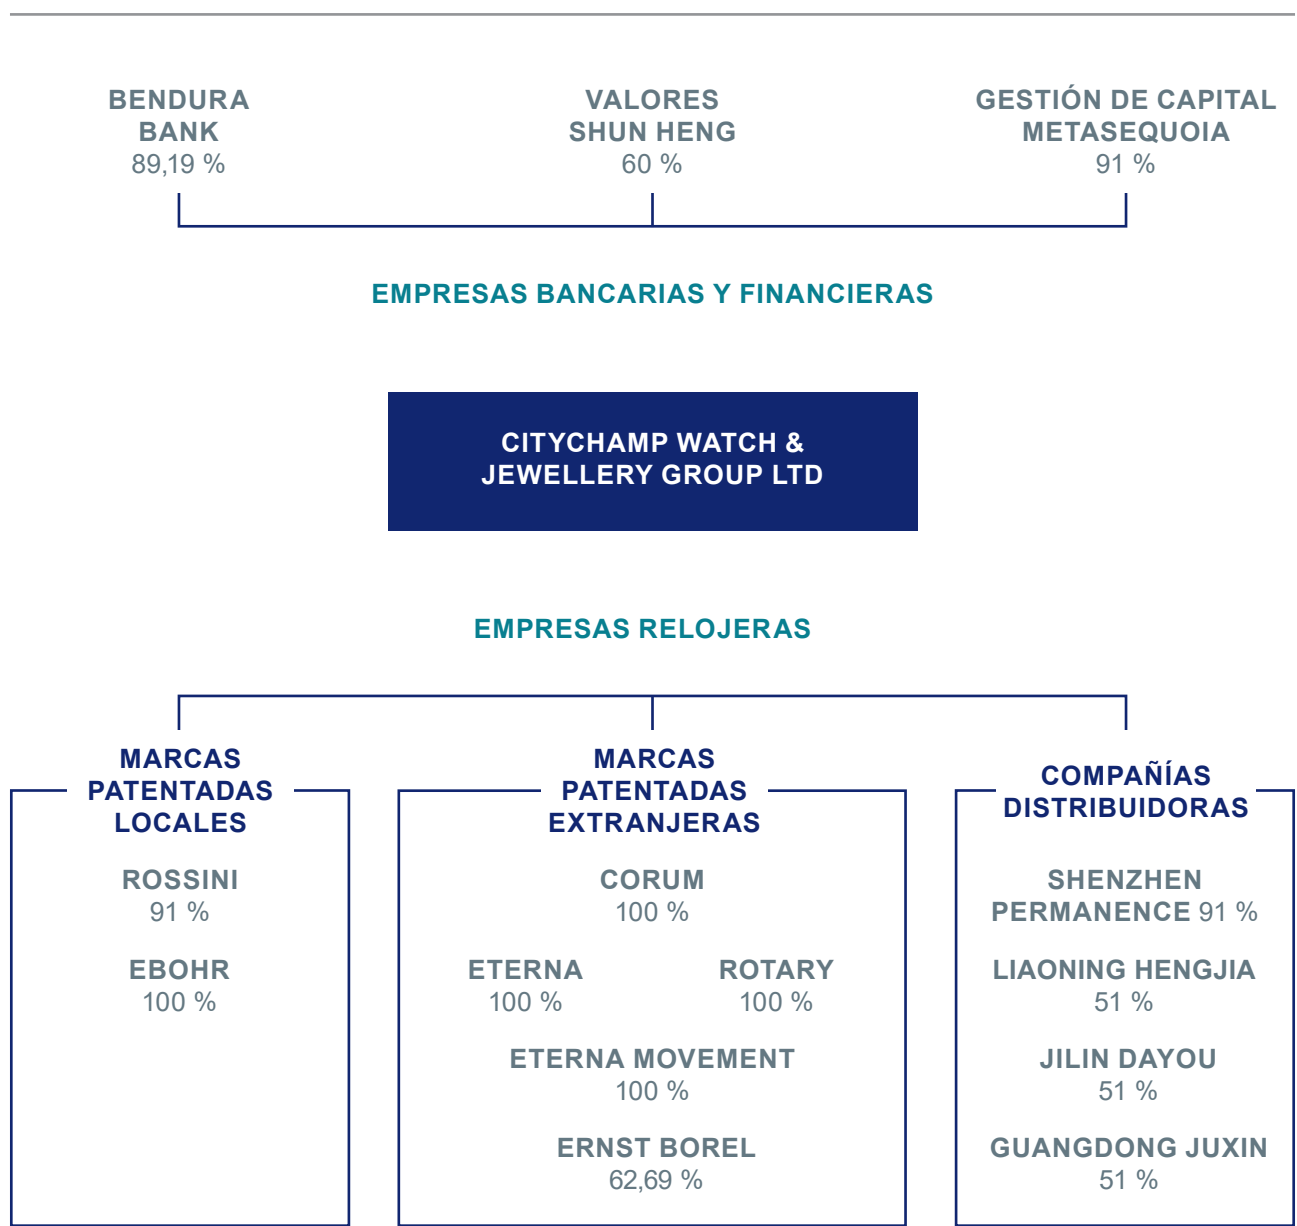 BENDURA
BANK
89,19 %
VALORES
SHUN HENG
60 %
GESTIÓN DE CAPITAL
METASEQUOIA
91 %
EMPRESAS BANCARIAS Y FINANCIERAS
CITYCHAMP WATCH &
JEWELLERY GROUP LTD
EMPRESAS RELOJERAS
MARCAS
PATENTADAS
LOCALES
ROSSINI
91 %
EBOHR
100 %
MARCAS
PATENTADAS
EXTRANJERAS
CORUM
100 %
ETERNA
100 %
ROTARY
100 %
ETERNA MOVEMENT
100 %
ERNST BOREL
62,69 %
COMPAÑÍAS
DISTRIBUIDORAS
SHENZHEN
PERMANENCE 91 %
LIAONING HENGJIA
51 %
JILIN DAYOU
51 %
GUANGDONG JUXIN
51 %